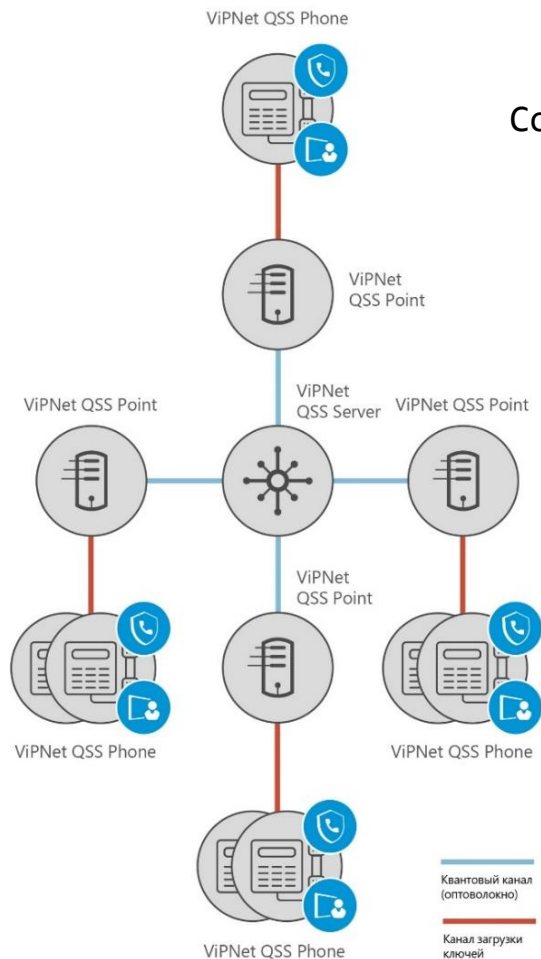 ViPNet QSS Phone
Co
ViPNet
QSS Point
ViPNet
QSS Server
ViPNet QSS Point
ViPNet QSS Point
ViPNet
QSS Point
ViPNet QSS Phone
ViPNet QSS Phone
Квантовый канал
(оптоволокно)
Канал загрузки
ключей
ViPNet QSS Phone